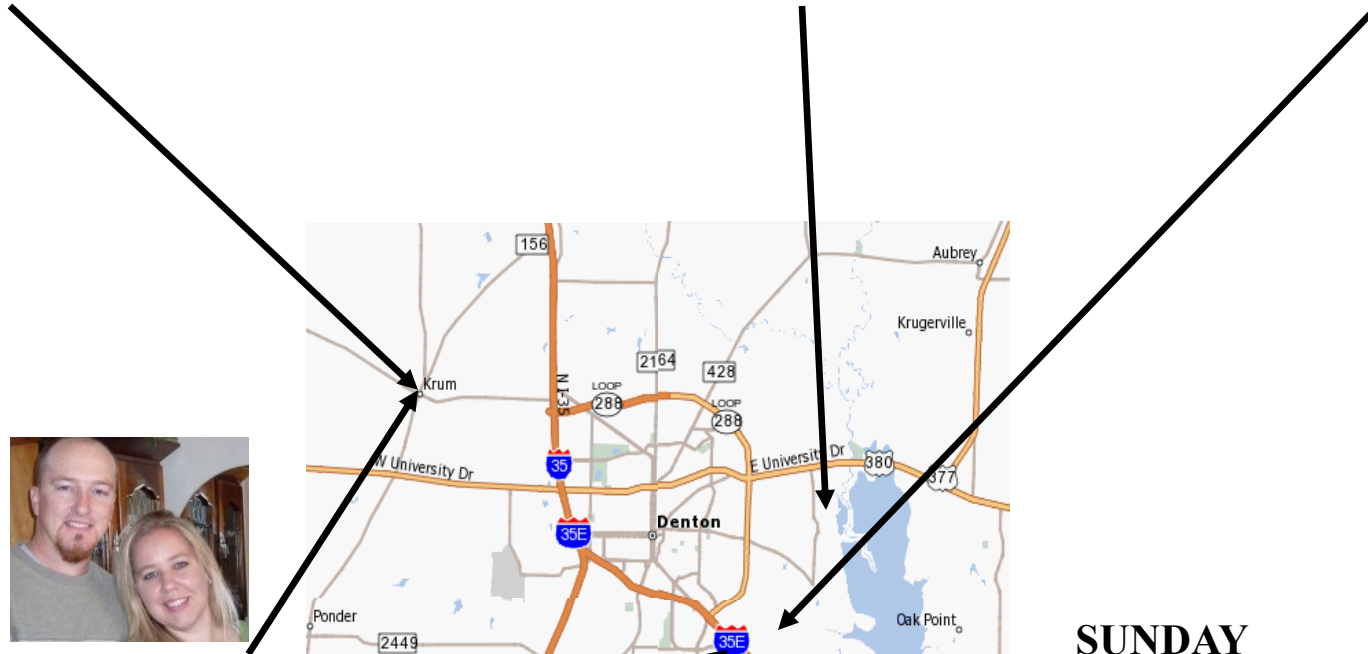 156
Aubrey
Krugerville
2164
428
Krum
N I-35
LOOP
288
LOOP
288
W University Dr
35
E University Dr
380
377
35E
Denton
Ponder
2449
35E
Oak Point
SUNDAY